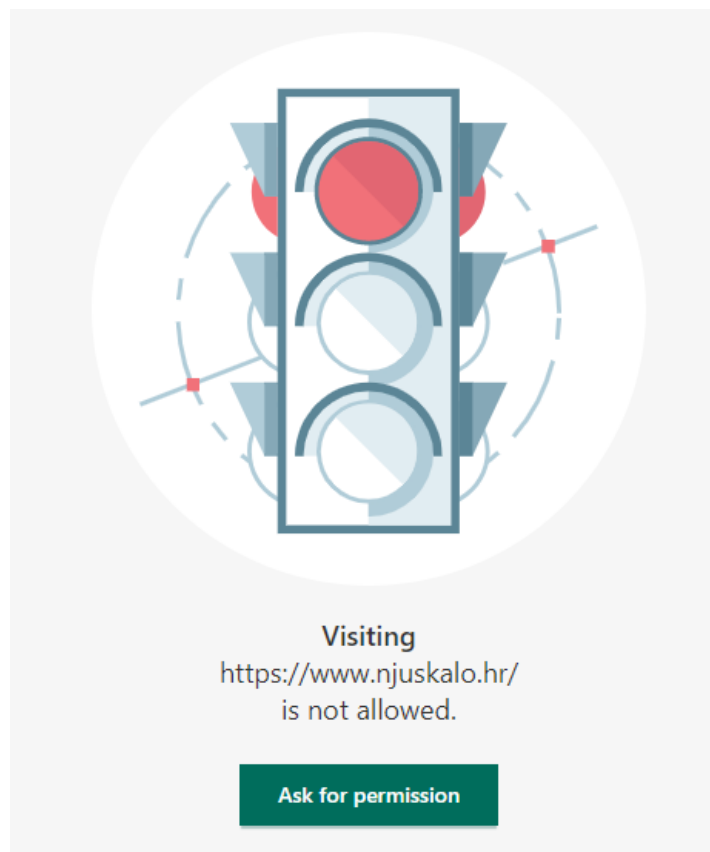 Visiting
https://www.njuskalo.hr/
is not allowed.
Ask for permission